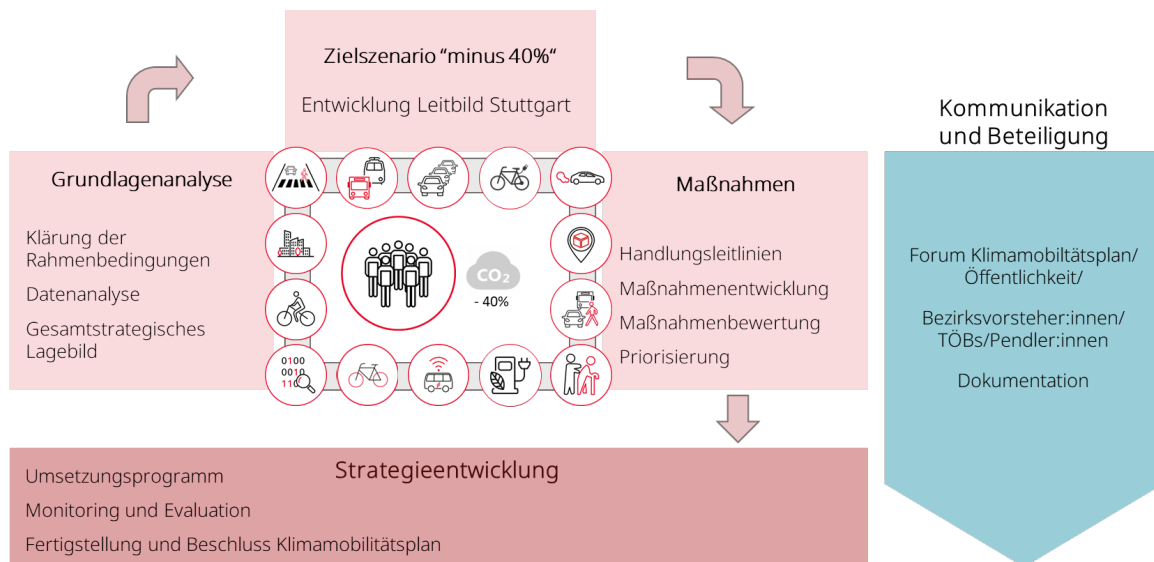 Zielszenario “minus 40%“
Entwicklung Leitbild Stuttgart
Grundlagenanalyse
Klärung der
Rahmenbedingungen
Datenanalyse
Gesamtstrategisches
Lagebild
CO2
- 40%
0100
0010
110
Maßnahmen
Handlungsleitlinien
Maßnahmenentwicklung
Maßnahmenbewertung
Priorisierung
Strategieentwicklung
Umsetzungsprogramm
Monitoring und Evaluation
Fertigstellung und Beschluss Klimamobilitätsplan
Kommunikation
und Beteiligung
Forum Klimamobiltätsplan/
Öffentlichkeit/
Bezirksvorsteher:innen/
TÖBs/Pendler:innen
Dokumentation